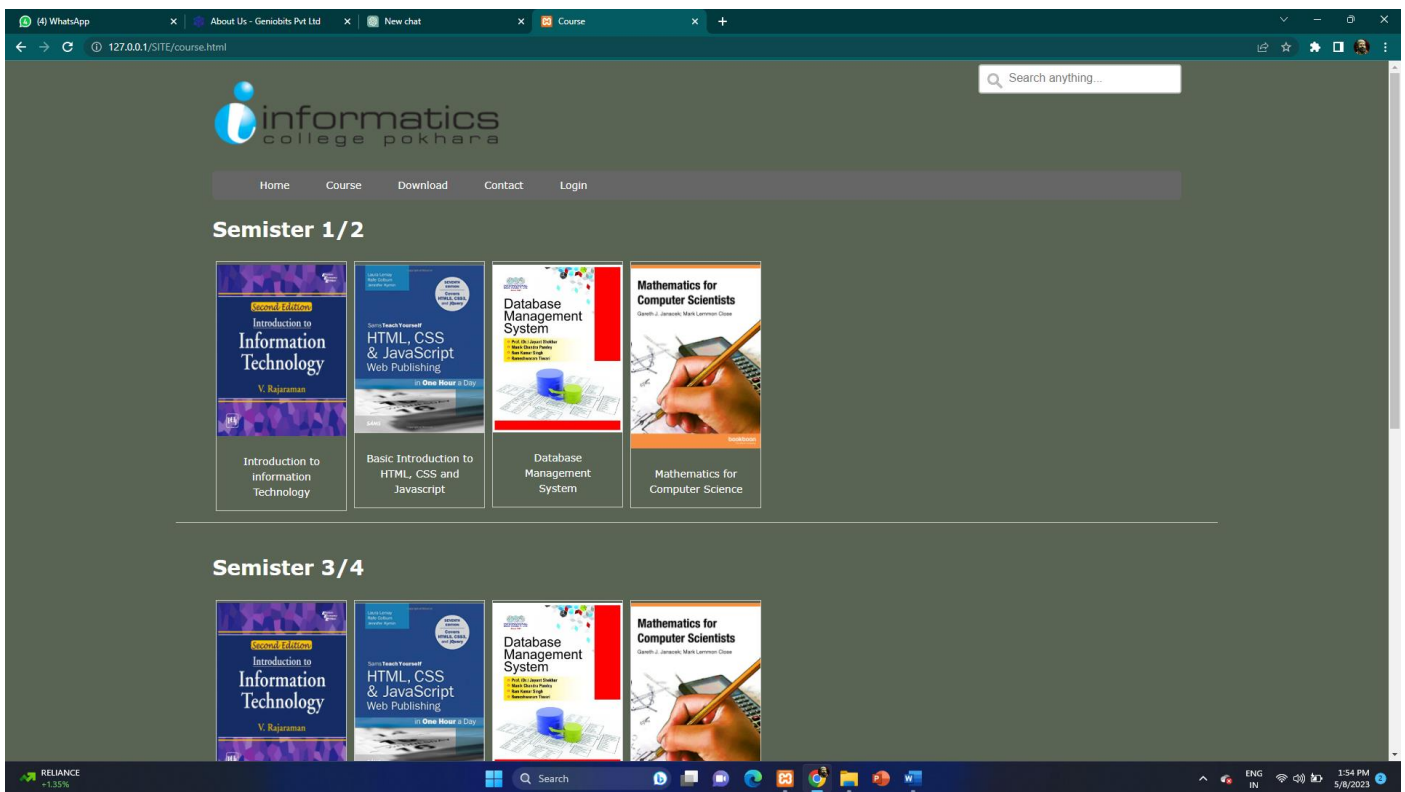 (4) WhatsApp
About Us - Geniobits Pvt Ltd
New chat
Course
127.0.0.1/SITE/course.html
Search anything...
informatics
college pokhara
Home Course Download Contact Login
Semister 1/2
Second Edition
Introduction to
Information
Technology
V. Rajaraman
Sams Teach Yourself
HTML, CSS
& JavaScript
Web Publishing
in One Hour a Day
SAMS
Database
Management
System
Mathematics for
Computer Scientists
Gareth J. Janacek; Mark Lemmon Close
bookboon
Introduction to
information
Technology
Basic Introduction to
HTML, CSS and
Javascript
Database
Management
System
Mathematics for
Computer Science
Semister 3/4
Second Edition
Introduction to
Information
Technology
V. Rajaraman
Sams Teach Yourself
HTML, CSS
& JavaScript
Web Publishing
in One Hour a Day
Database
Management
System
Mathematics for
Computer Scientists
Gareth J. Janacek; Mark Lemmon Close
RELIANCE
+1.35%
Search
ENG
IN
1:54 PM
5/8/2023
2